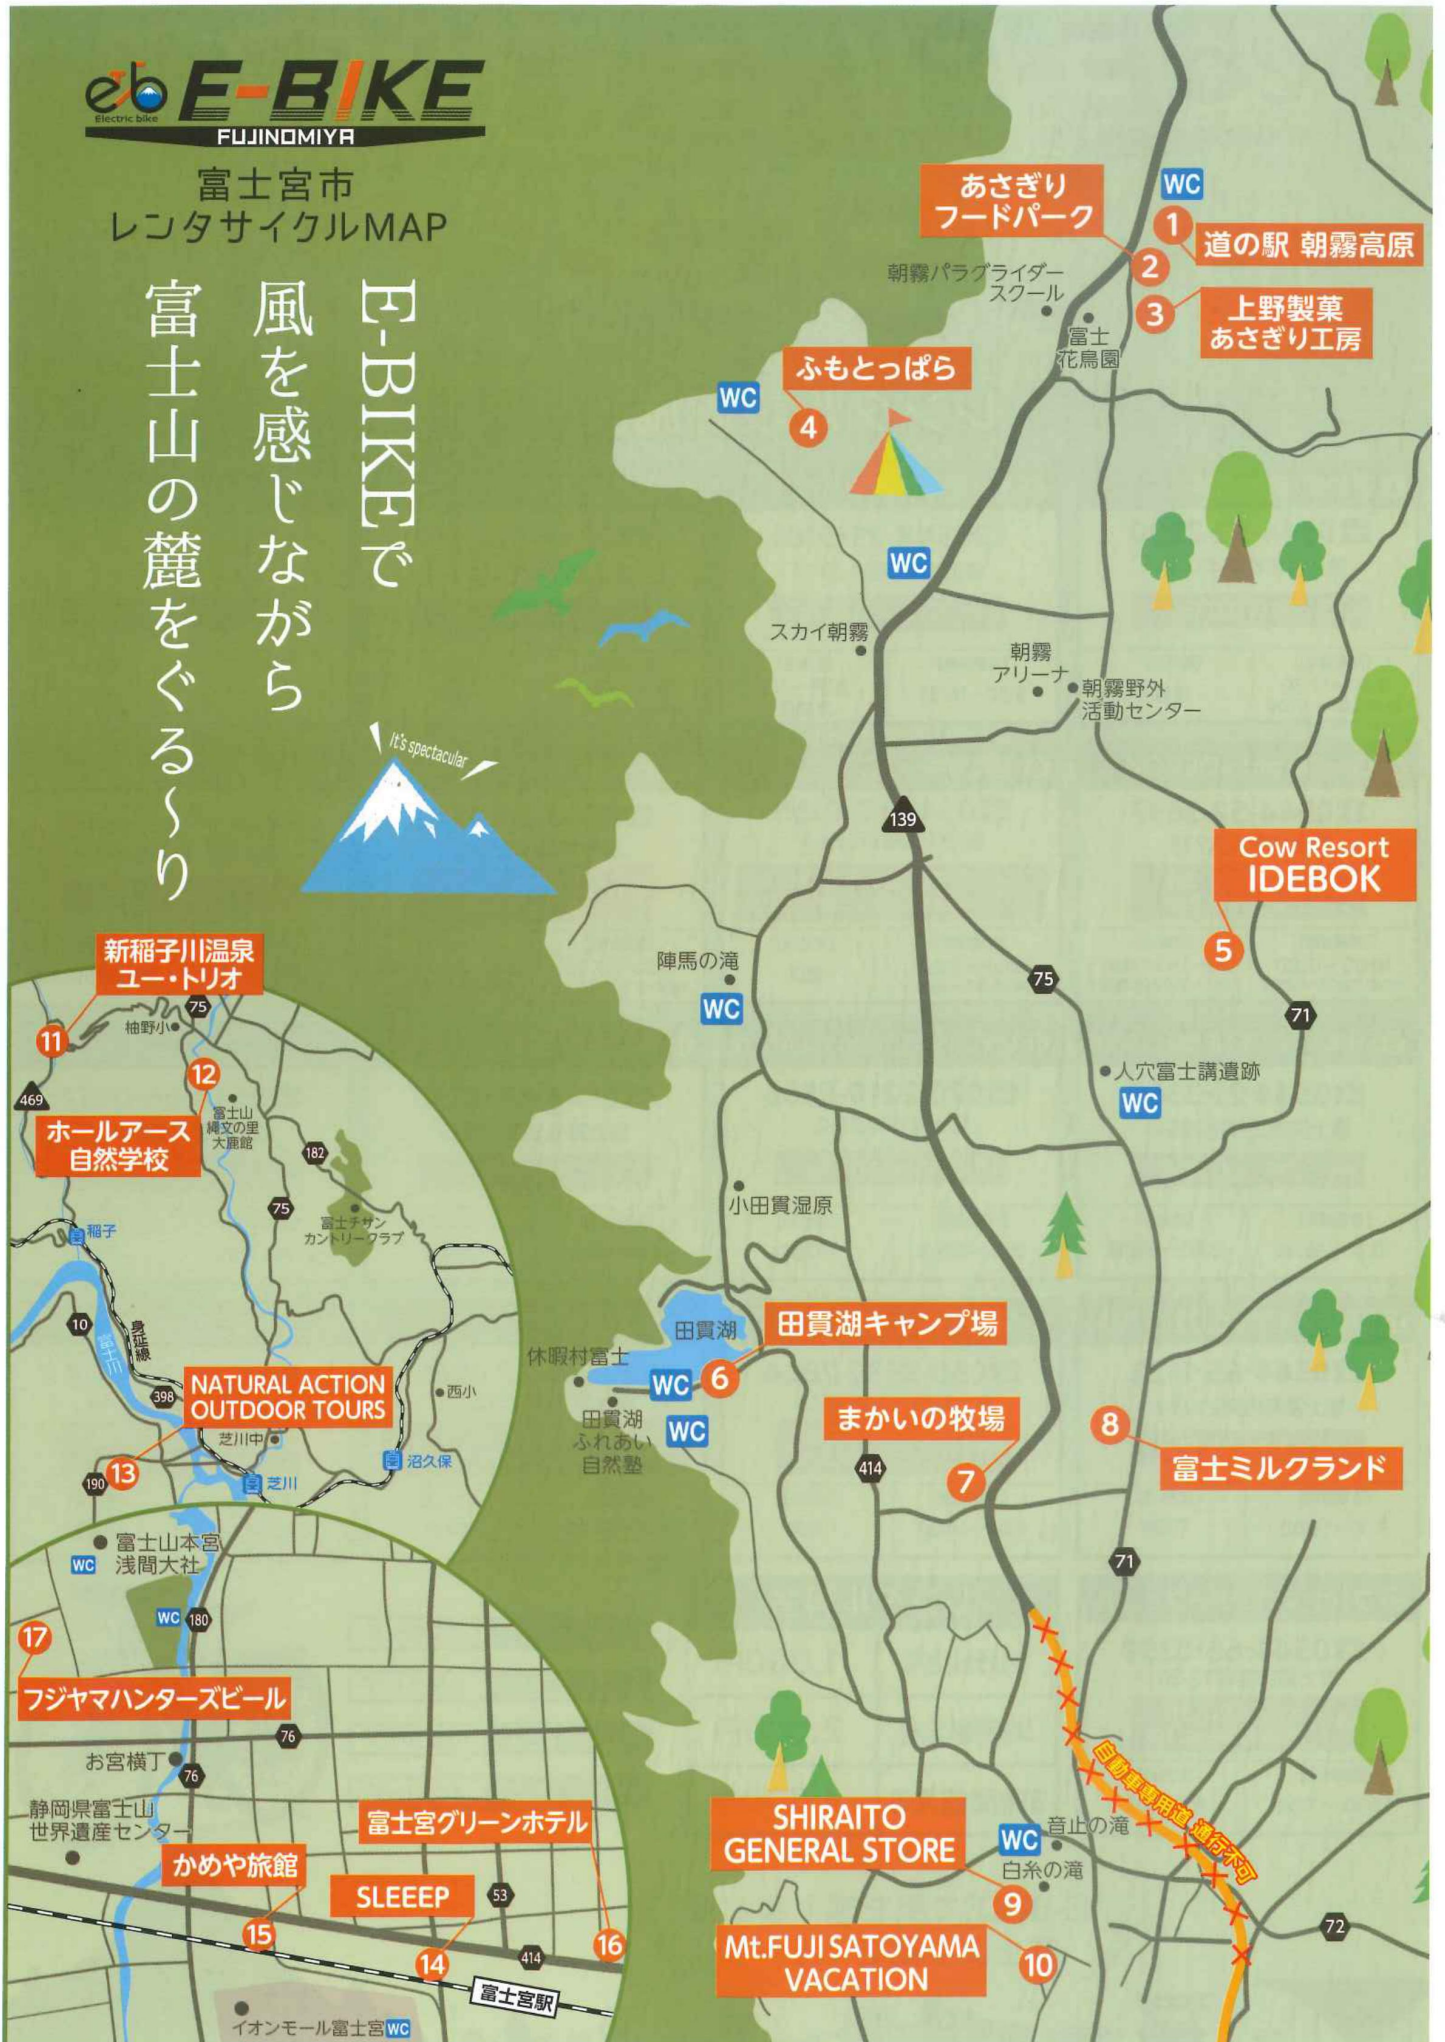 eb
Electric bike
E-BIKE
FUJINOMIYA
富士宮市
レンタサイクルMAP
E-BIKEで
風を感じながら
富士山の麓をぐる～り
It's spectacular
あさぎり
フードパーク
WC
1
道の駅 朝霧高原
2
朝霧パラグライダー
スクール
3
上野製菓
あさぎり工房
富士
花鳥園
ふもとっぱら
WC
4
WC
スカイ朝霧
朝霧
アリーナ
朝霧野外
活動センター
139
Cow Resort
IDEBOK
5
陣馬の滝
WC
75
71
人穴富士講遺跡
WC
小田貫湿原
田貫湖
田貫湖キャンプ場
休暇村富士
WC
6
田貫湖
ふれあい
自然塾
WC
まかいの牧場
7
414
8
富士ミルクランド
71
自動車専用道 通行不可
SHIRAITO
GENERAL STORE
WC
音止の滝
白糸の滝
9
Mt.FUJI SATOYAMA
VACATION
10
72
新稲子川温泉
ユー・トリオ
75
柚野小
11
12
469
富士山
縄文の里
大鹿館
ホールアース
自然学校
182
75
富士チサン
カントリークラブ
稲子
10
身延線
富士川
398
NATURAL ACTION
OUTDOOR TOURS
西小
芝川中
沼久保
13
190
芝川
富士山本宮
浅間大社
WC
WC
180
17
フジヤマハンターズビール
76
お宮横丁
76
静岡県富士山
世界遺産センター
富士宮グリーンホテル
かめや旅館
SLEEEP
53
15
14
414
16
富士宮駅
イオンモール富士宮
WC